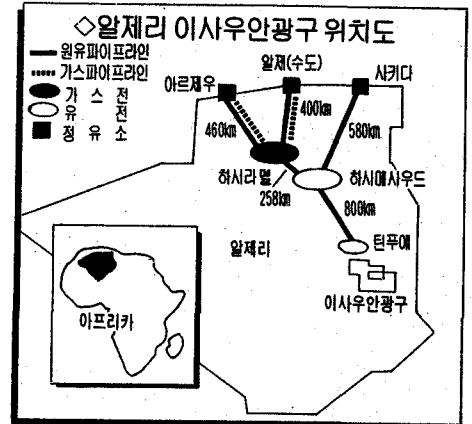 ◇알제리 이사우안광구 위치도
원유파이프라인
가스파이프라인
가스전
유전
정유소
아르제우
알제(수도)
스키다
460km
400km
580km
하시라멜
258km
하시메사우드
800km
알제리
틴푸예
이사우안광구
아프리카